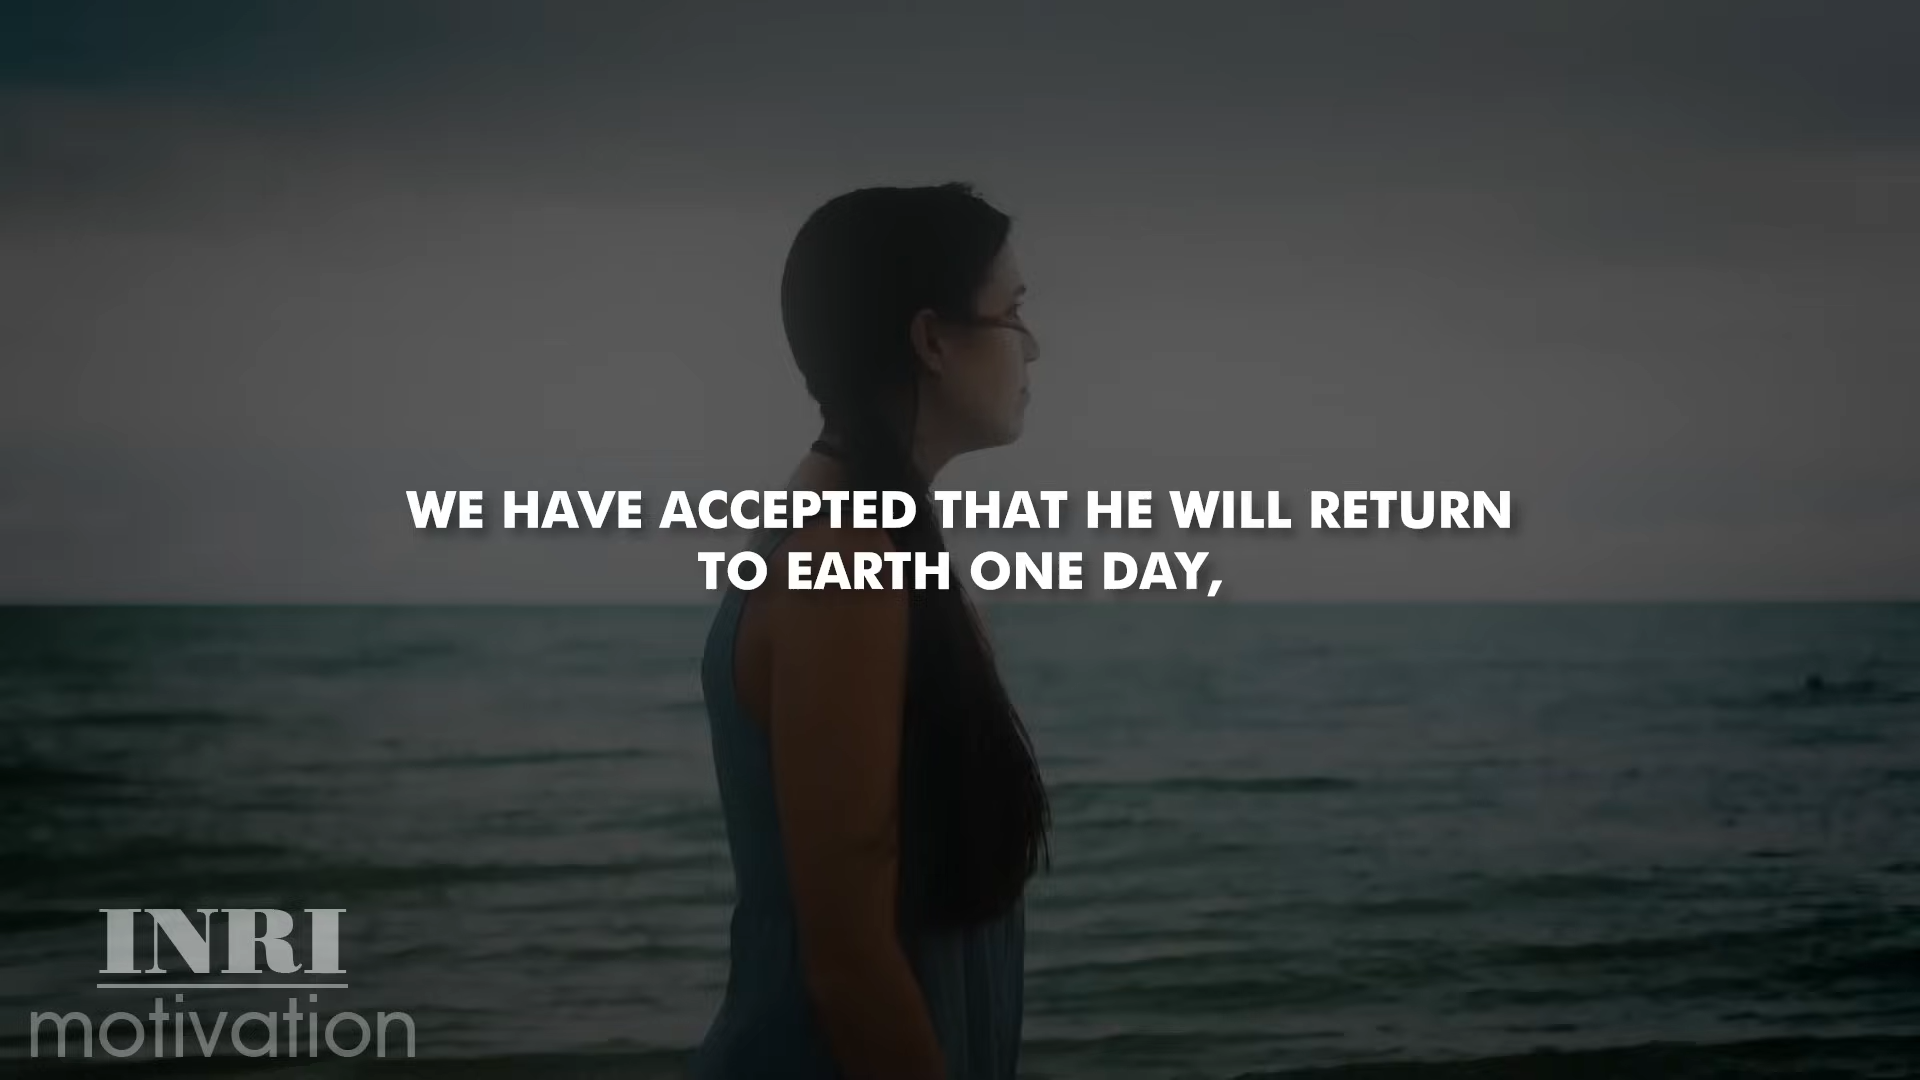 WE HAVE ACCEPTED THAT HE WILL RETURN
TO EARTH ONE DAY,
INRI
motivation